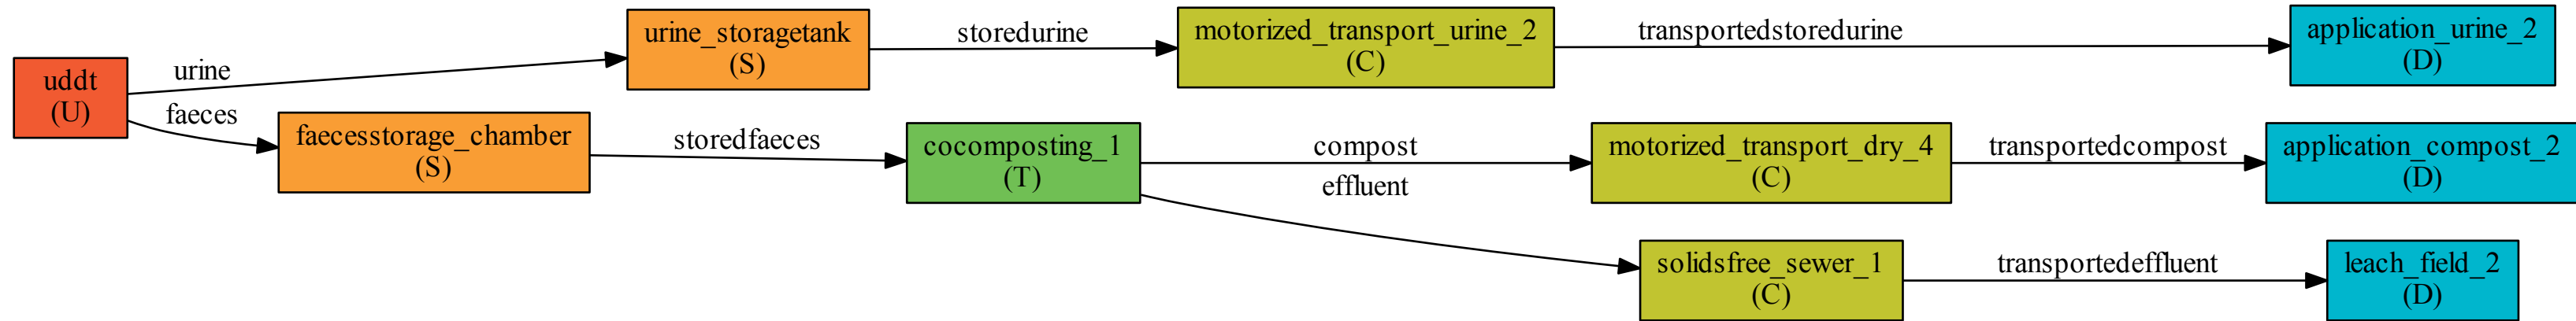 uddt
(U)
urine
faeces
urine_storagetank
(S)
faecesstorage_chamber
(S)
storedurine
storedfaeces
motorized_transport_urine_2
(C)
cocomposting_1
(T)
transportedstoredurine
compost
effluent
motorized_transport_dry_4
(C)
solidsfree_sewer_1
(C)
transportedcompost
transportedeffluent
application_urine_2
(D)
application_compost_2
(D)
leach_field_2
(D)